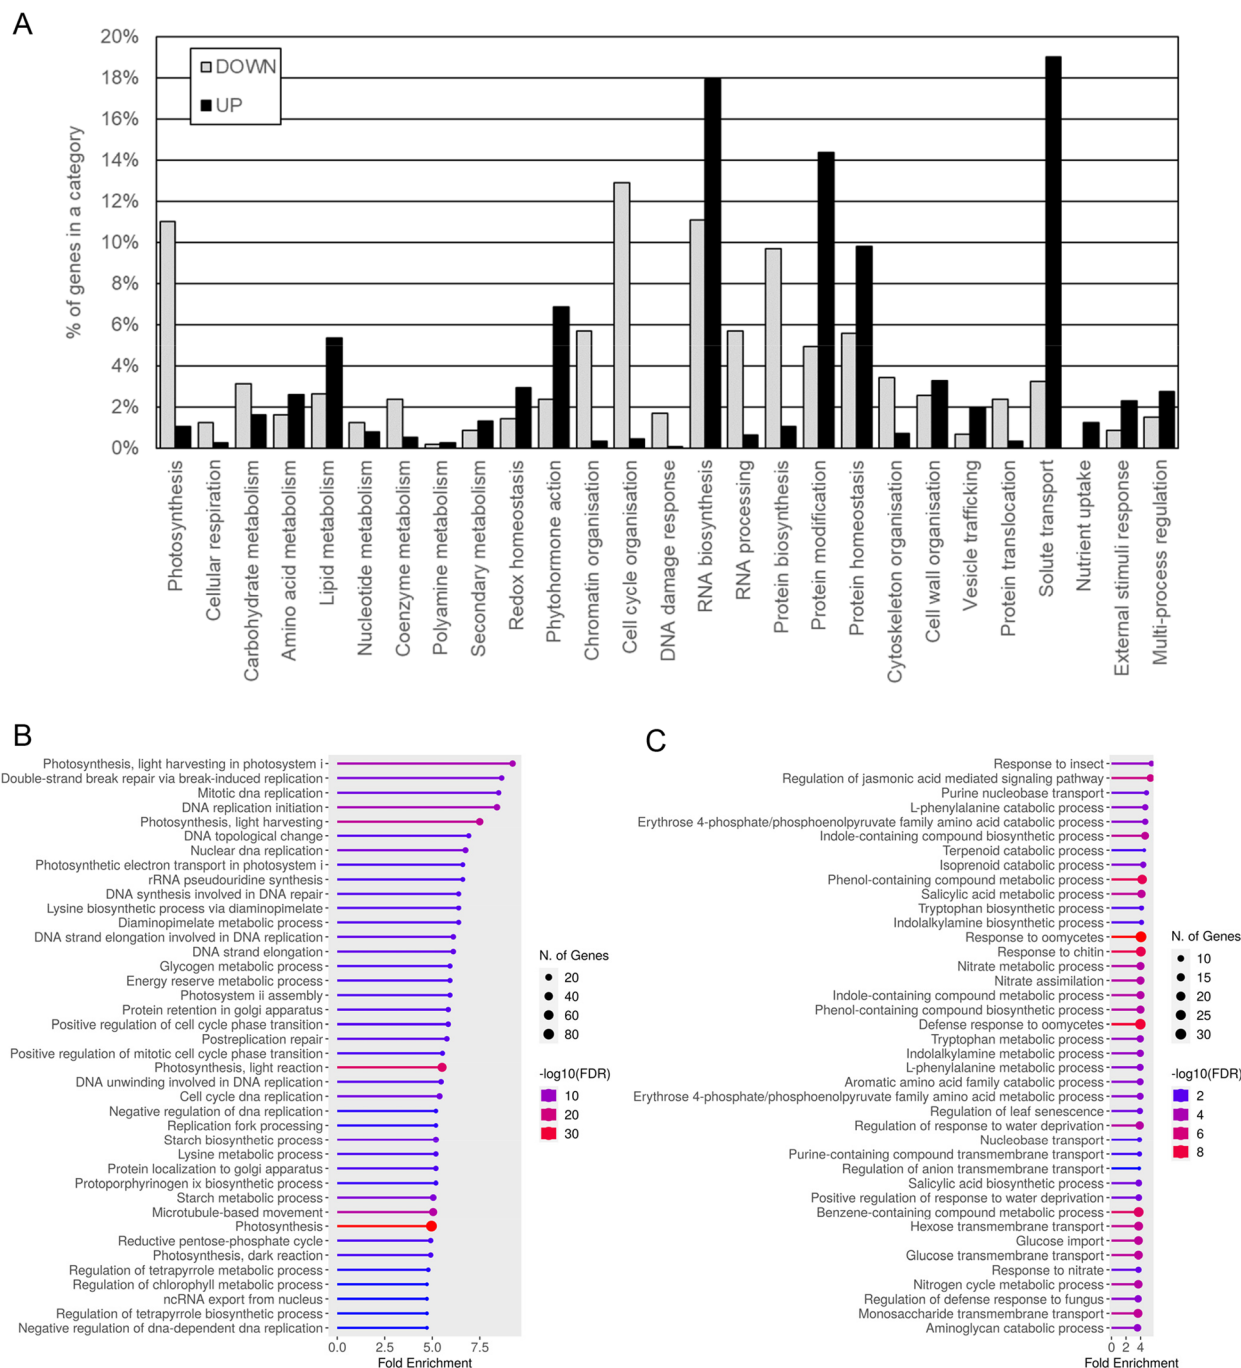 A
20%
18%
16%
14%
12%
10%
8%
6%
4%
2%
0%
% of genes in a category
DOWN
UP
Photosynthesis
Cellular respiration
Carbohydrate metabolism
Amino acid metabolism
Lipid metabolism
Nucleotide metabolism
Coenzyme metabolism
Polyamine metabolism
Secondary metabolism
Redox homeostasis
Phytohormone action
Chromatin organisation
Cell cycle organisation
DNA damage response
RNA biosynthesis
RNA processing
Protein biosynthesis
Protein modification
Protein homeostasis
Cytoskeleton organisation
Cell wall organisation
Vesicle trafficking
Protein translocation
Solute transport
Nutrient uptake
External stimuli response
Multi-process regulation
B
Photosynthesis, light harvesting in photosystem i
Double-strand break repair via break-induced replication
Mitotic dna replication
DNA replication initiation
Photosynthesis, light harvesting
DNA topological change
Nuclear dna replication
Photosynthetic electron transport in photosystem i
rRNA pseudouridine synthesis
DNA synthesis involved in DNA repair
Lysine biosynthetic process via diaminopimelate
Diaminopimelate metabolic process
DNA strand elongation involved in DNA replication
DNA strand elongation
Glycogen metabolic process
Energy reserve metabolic process
Photosystem ii assembly
Protein retention in golgi apparatus
Positive regulation of cell cycle phase transition
Postreplication repair
Positive regulation of mitotic cell cycle phase transition
Photosynthesis, light reaction
DNA unwinding involved in DNA replication
Cell cycle dna replication
Negative regulation of dna replication
Replication fork processing
Starch biosynthetic process
Lysine metabolic process
Protein localization to golgi apparatus
Protoporphyrinogen ix biosynthetic process
Starch metabolic process
Microtubule-based movement
Photosynthesis
Reductive pentose-phosphate cycle
Photosynthesis, dark reaction
Regulation of tetrapyrrole metabolic process
Regulation of chlorophyll metabolic process
ncRNA export from nucleus
Regulation of tetrapyrrole biosynthetic process
Negative regulation of dna-dependent dna replication
0.0 2.5 5.0 7.5
Fold Enrichment
N. of Genes
20
40
60
80
-log10(FDR)
10
20
30
C
Response to insect
Regulation of jasmonic acid mediated signaling pathway
Purine nucleobase transport
L-phenylalanine catabolic process
Erythrose 4-phosphate/phosphoenolpyruvate family amino acid catabolic process
Indole-containing compound biosynthetic process
Terpenoid catabolic process
Isoprenoid catabolic process
Phenol-containing compound metabolic process
Salicylic acid metabolic process
Tryptophan biosynthetic process
Indolalkylamine biosynthetic process
Response to oomycetes
Response to chitin
Nitrate metabolic process
Nitrate assimilation
Indole-containing compound metabolic process
Phenol-containing compound biosynthetic process
Defense response to oomycetes
Tryptophan metabolic process
Indolalkylamine metabolic process
L-phenylalanine metabolic process
Aromatic amino acid family catabolic process
Erythrose 4-phosphate/phosphoenolpyruvate family amino acid metabolic process
Regulation of leaf senescence
Regulation of response to water deprivation
Nucleobase transport
Purine-containing compound transmembrane transport
Regulation of anion transmembrane transport
Salicylic acid biosynthetic process
Positive regulation of response to water deprivation
Benzene-containing compound metabolic process
Hexose transmembrane transport
Glucose import
Glucose transmembrane transport
Response to nitrate
Nitrogen cycle metabolic process
Regulation of defense response to fungus
Monosaccharide transmembrane transport
Aminoglycan catabolic process
0 2 4
Fold Enrichment
N. of Genes
10
15
20
25
30
-log10(FDR)
2
4
6
8